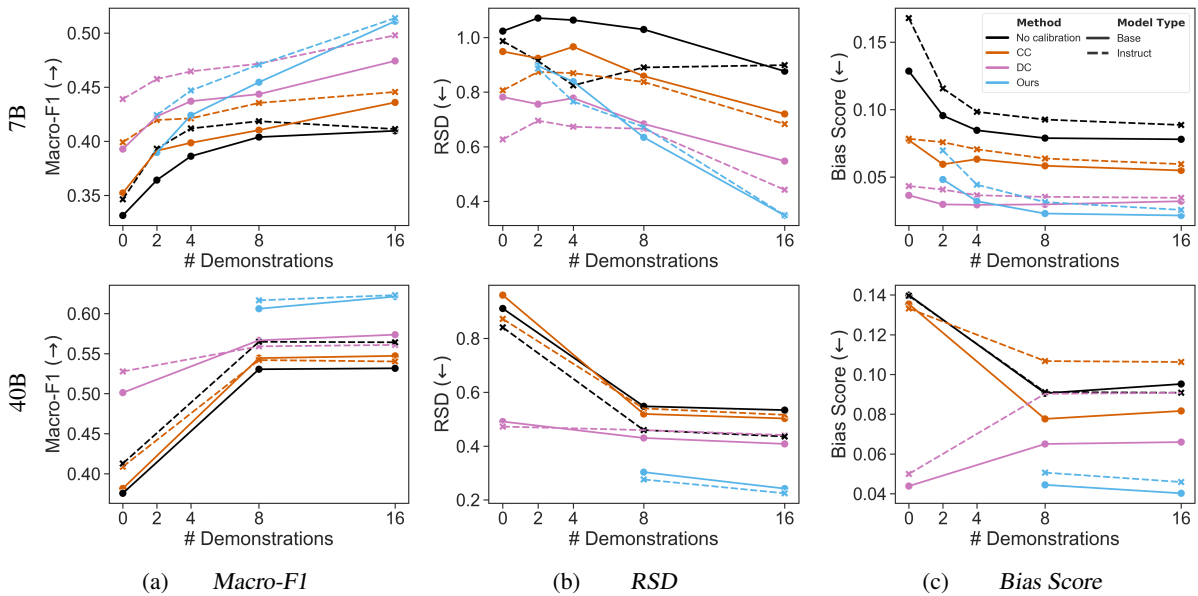 7B
Macro-F1 (→)
0.50
0.45
0.40
0.35
0 2 4 8 16
# Demonstrations
RSD (←)
1.0
0.8
0.6
0.4
0 2 4 8 16
# Demonstrations
Bias Score (←)
0.15
0.10
0.05
0 2 4 8 16
# Demonstrations
Method Model Type
No calibration Base
CC Instruct
DC
Ours
40B
Macro-F1 (→)
0.60
0.55
0.50
0.45
0.40
0 2 4 8 16
# Demonstrations
RSD (←)
0.8
0.6
0.4
0.2
0 2 4 8 16
# Demonstrations
Bias Score (←)
0.14
0.12
0.10
0.08
0.06
0.04
0 2 4 8 16
# Demonstrations
(a) Macro-F1
(b) RSD
(c) Bias Score